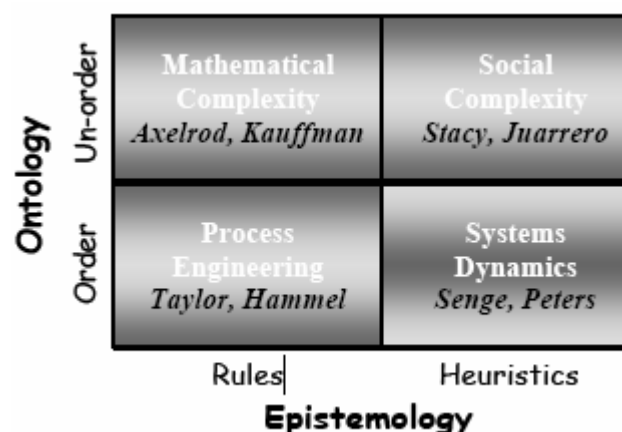 Ontology
Un-order
Order
Mathematical
Complexity
Axelrod, Kauffman
Social
Complexity
Stacy, Juarrero
Process
Engineering
Taylor, Hammel
Systems
Dynamics
Senge, Peters
Rules
Heuristics
Epistemology